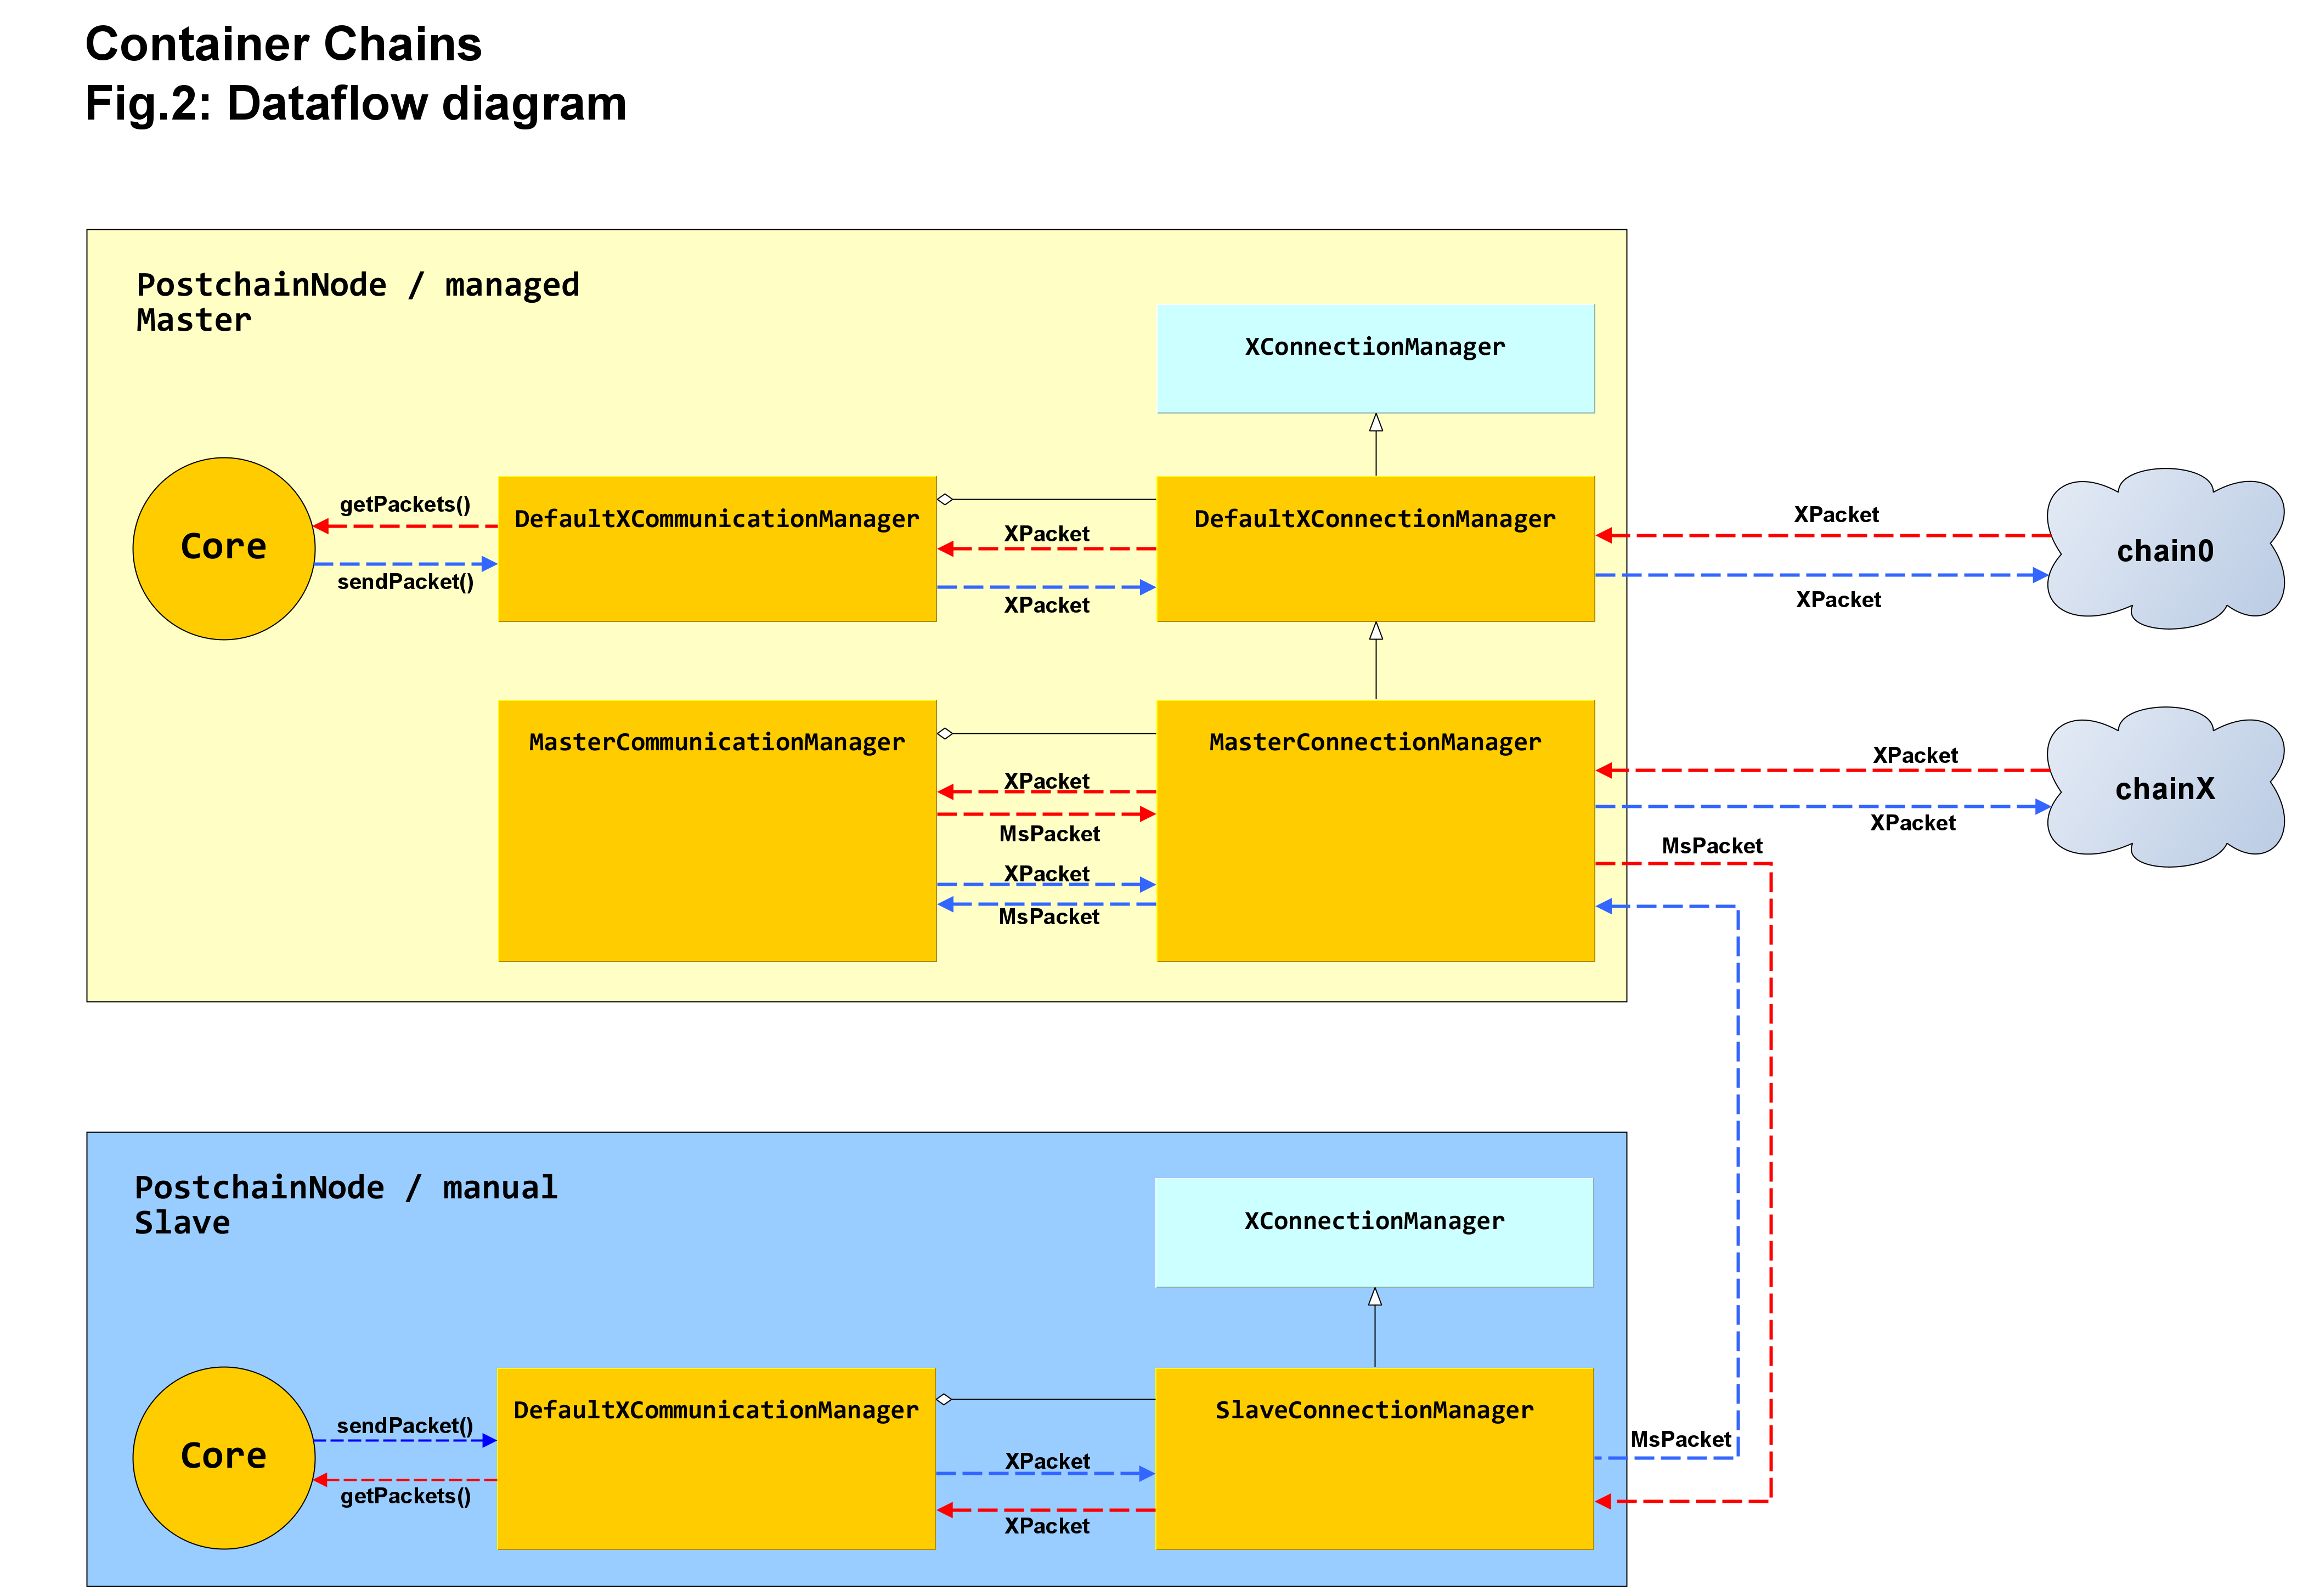 Container Chains
Fig.2: Dataflow diagram
PostchainNode / managed
Master
XConnectionManager
getPackets()
DefaultXCommunicationManager
XPacket
DefaultXConnectionManager
XPacket
Core
chain0
sendPacket()
XPacket
XPacket
MasterCommunicationManager
MasterConnectionManager
XPacket
XPacket
chainX
MsPacket
XPacket
MsPacket
XPacket
MsPacket
PostchainNode / manual
Slave
XConnectionManager
DefaultXCommunicationManager
SlaveConnectionManager
sendPacket()
MsPacket
Core
XPacket
getPackets()
XPacket